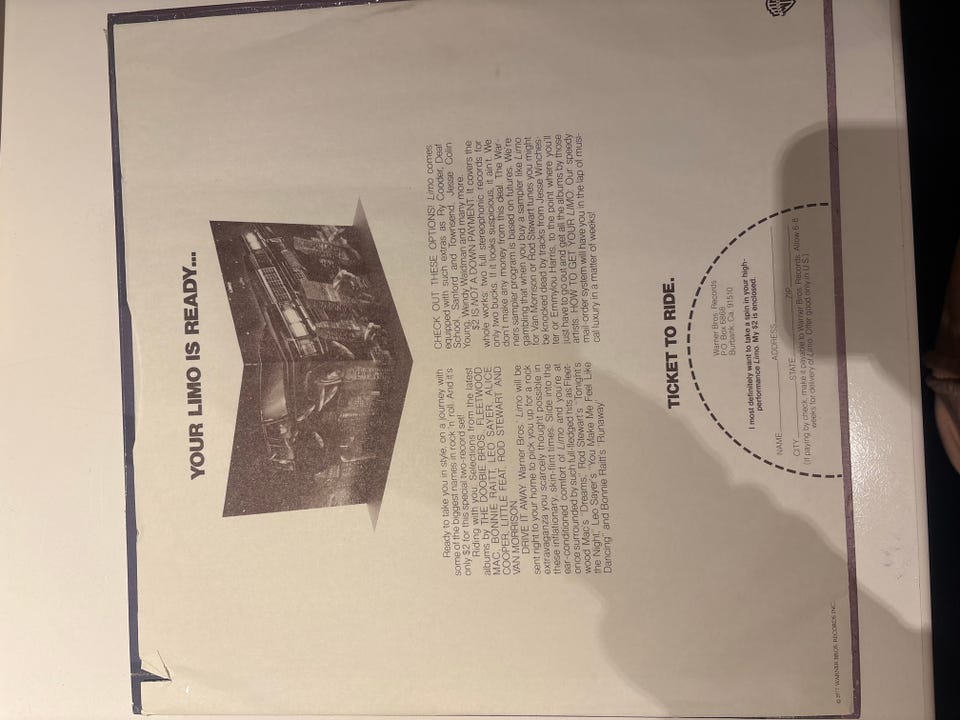 YOUR LIMO IS READY...
Ready to take you in style, on a journey with
some of the biggest names in rock 'n' roll. And it's
only $2 for this special two-record set!
Riding with you: Selections from the latest
albums by THE DOOBIE BROS, FLEETWOOD
MAC, BONNIE RAITT, LEO SAYER, ALICE
COOPER, LITTLE FEAT, ROD STEWART AND
VAN MORRISON.
DRIVE IT AWAY. Warner Bros.' Limo will be
sent right to your home to pick you up for a rock
extravaganza you scarcely thought possible in
these inflationary, skin-flint times. Slide into the
ear-conditioned comfort of Limo and you're at
once surrounded by such full-fledged hits as Fleet-
wood Mac's "Dreams," Rod Stewart's "Tonight's
the Night," Leo Sayer's "You Make Me Feel Like
Dancing" and Bonnie Raitt's "Runaway."
CHECK OUT THESE OPTIONS! Limo comes
equipped with such extras as Ry Cooder, Deaf
School, Sanford and Townsend, Jesse Colin
Young, Wendy Waldman and many more.
$2 IS NOT A DOWN PAYMENT. It covers the
whole works: two full stereophonic records for
only two bucks. If it looks suspicious, it ain't. We
don't make any money from this deal. The War-
ners sampler program is based on futures. We're
gambling that when you buy a sampler like Limo
for Van Morrison or Rod Stewart tunes you might
be knocked dead by tracks from Jesse Winches-
ter or Emmylou Harris, to the point where you'll
just have to go out and get all the albums by those
artists. HOW TO GET YOUR LIMO: Our speedy
mail-order system will have you in the lap of musi-
cal luxury in a matter of weeks!
TICKET TO RIDE.
Warner Bros. Records
P.O. Box 6868
Burbank, Ca. 91510
I most definitely want to take a spin in your high-
performance Limo. My $2 is enclosed.
NAME ADDRESS
CITY STATE ZIP
(If paying by check, make it payable to Warner Bros. Records. Allow 6-8
weeks for delivery of Limo. Offer good only in U.S.)
© 1977 WARNER BROS. RECORDS INC.